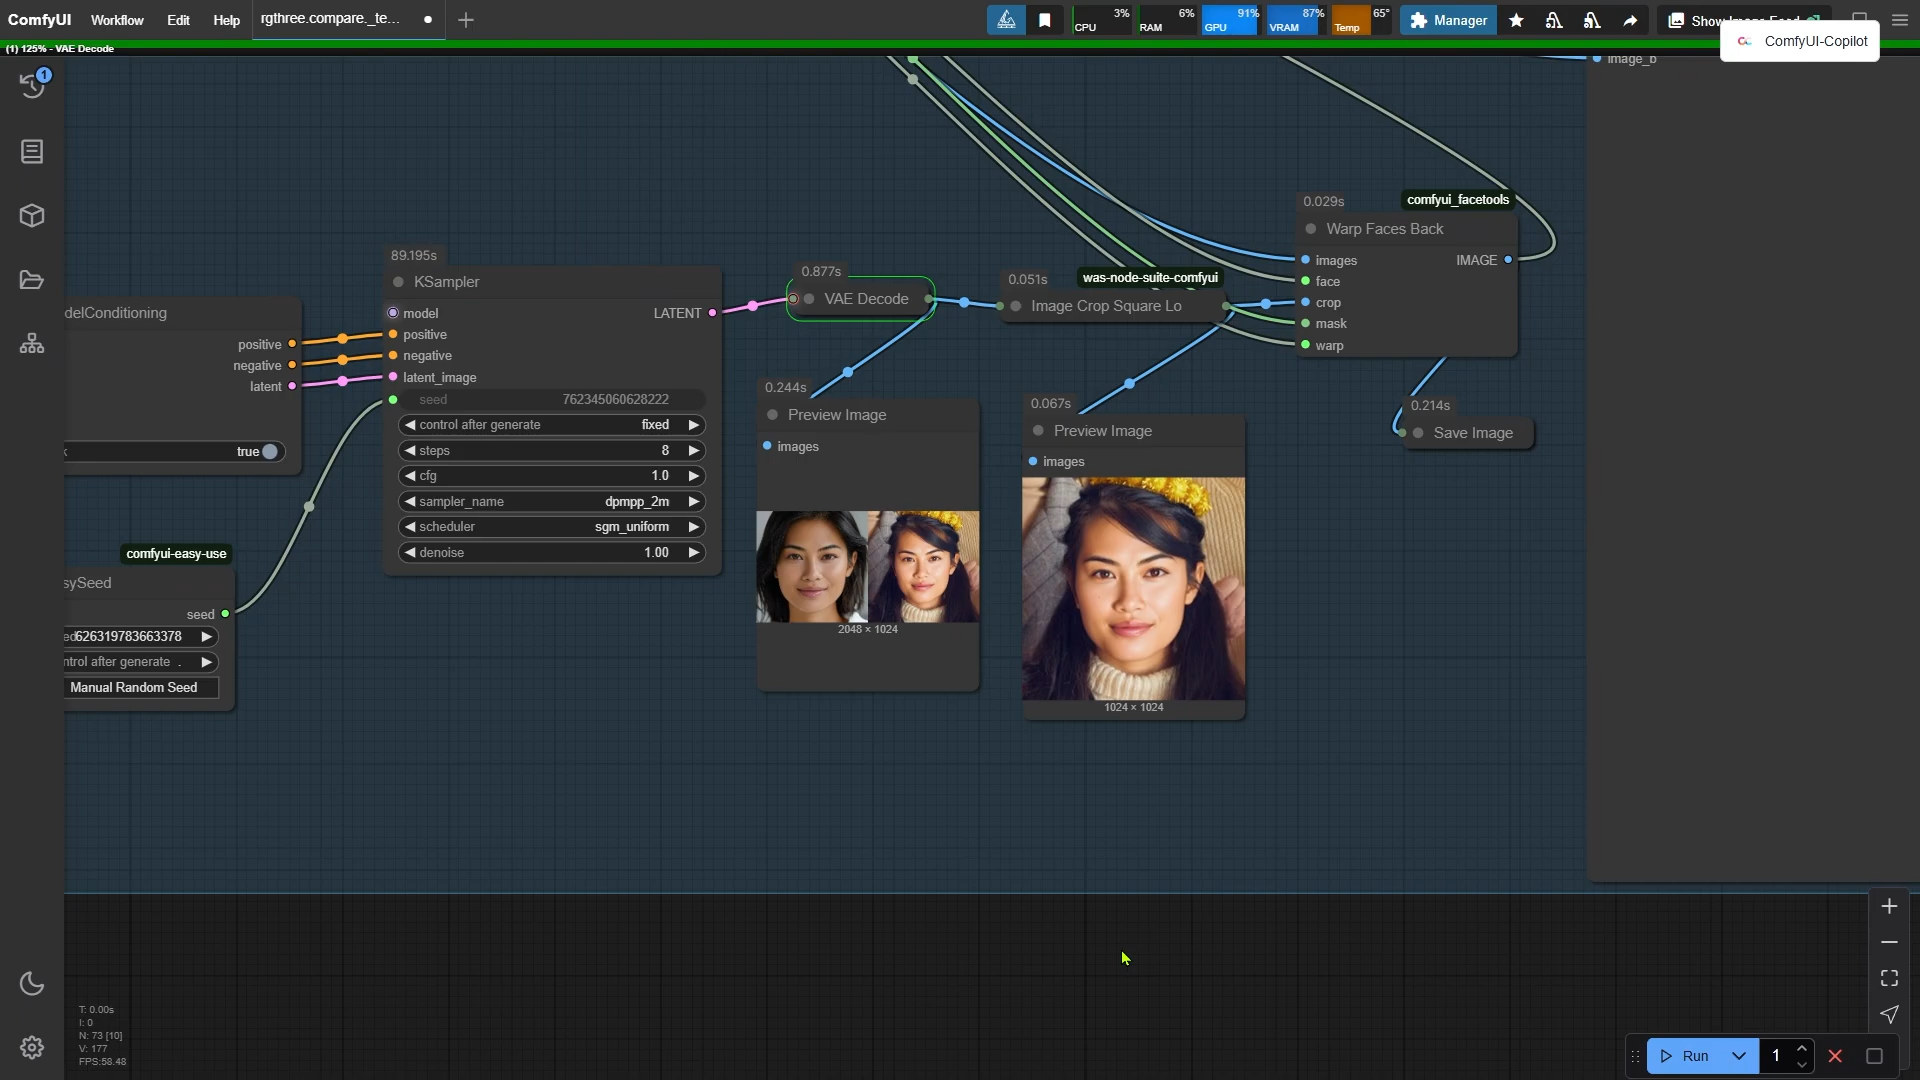 ComfyUI Workflow Edit Help rgthree.compare._te...
CPU 3% RAM 6% GPU 91% VRAM 87% Temp 65°
Manager
ComfyUI-Copilot
(1) 125% - VAE Decode
1
image_b
0.029s comfyui_facetools
Warp Faces Back
images IMAGE
face
crop
mask
warp
89.195s
KSampler
model LATENT
positive
negative
latent_image
seed 762345060628222
control after generate fixed
steps 8
cfg 1.0
sampler_name dpmpp_2m
scheduler sgm_uniform
denoise 1.00
0.877s
VAE Decode
0.051s was-node-suite-comfyui
Image Crop Square Lo
delConditioning
positive
negative
latent
true
0.244s
Preview Image
images
2048 × 1024
0.067s
Preview Image
images
1024 × 1024
0.214s
Save Image
comfyui-easy-use
sySeed
seed
ed626319783663378
ntrol after generate .
Manual Random Seed
T: 0.00s
I: 0
N: 73 [10]
V: 177
FPS:58.48
Run 1